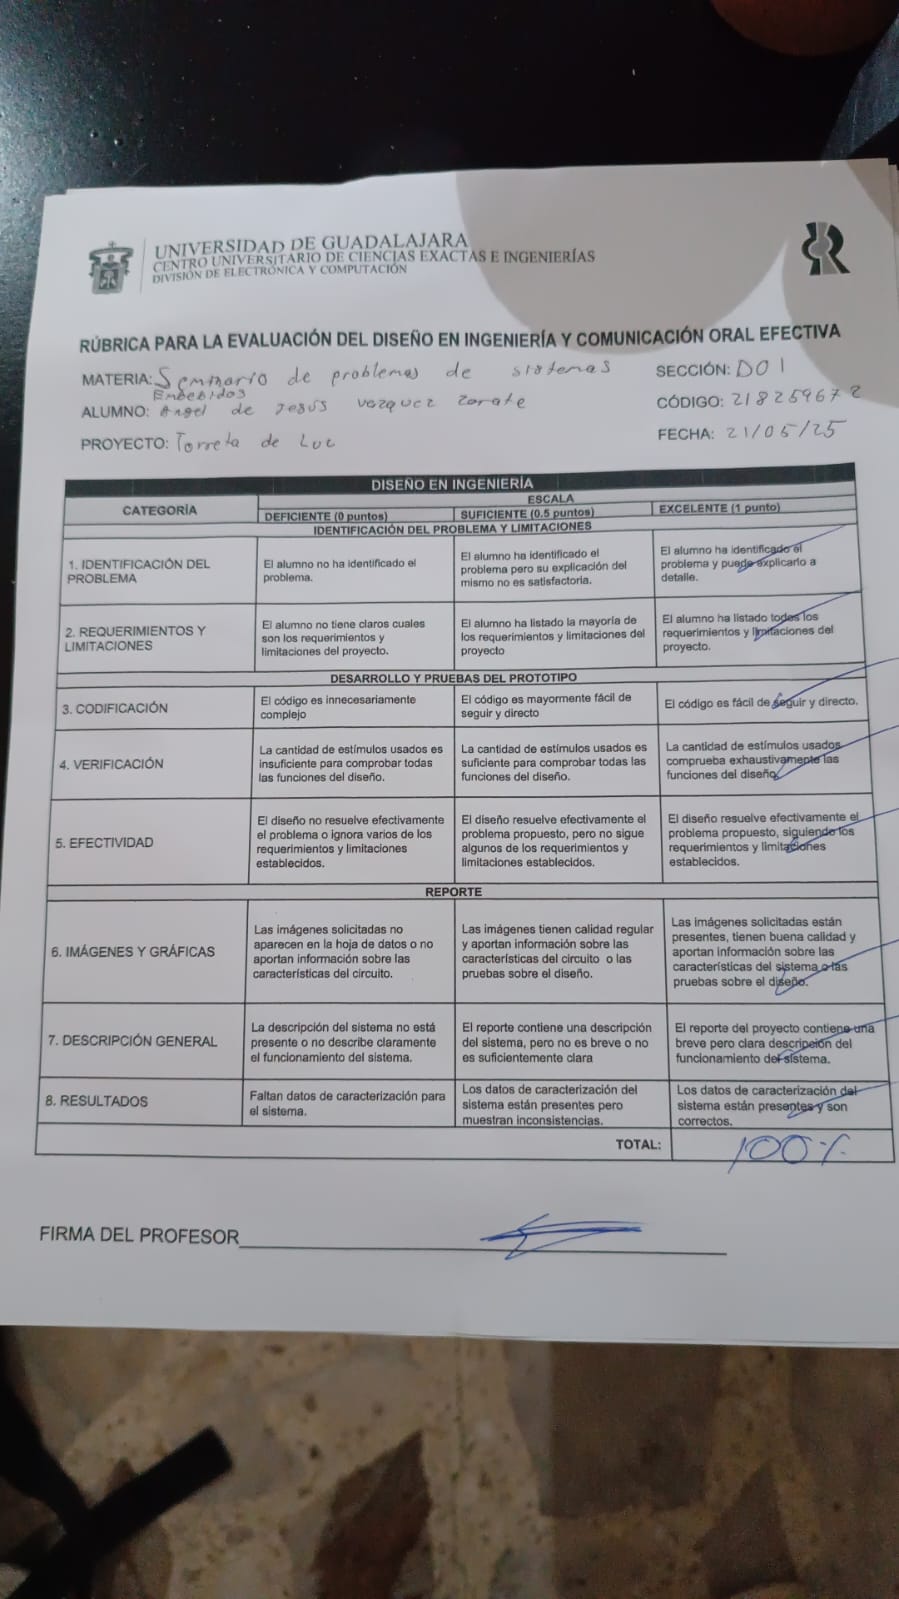 UNIVERSIDAD DE GUADALAJARA
CENTRO UNIVERSITARIO DE CIENCIAS EXACTAS E INGENIERÍAS
DIVISIÓN DE ELECTRÓNICA Y COMPUTACIÓN
RÚBRICA PARA LA EVALUACIÓN DEL DISEÑO EN INGENIERÍA Y COMUNICACIÓN ORAL EFECTIVA
MATERIA: Seminario de problemas de sistemas
Embebidos
SECCIÓN: D01
ALUMNO: Angel de Jesus Vazquez Zarate
CÓDIGO: 218259672
PROYECTO: Torreta de Luz
FECHA: 21/05/25
DISEÑO EN INGENIERÍA
CATEGORÍA
ESCALA
DEFICIENTE (0 puntos)
SUFICIENTE (0.5 puntos)
EXCELENTE (1 punto)
IDENTIFICACIÓN DEL PROBLEMA Y LIMITACIONES
1. IDENTIFICACIÓN DEL
PROBLEMA
El alumno no ha identificado el
problema.
El alumno ha identificado el
problema pero su explicación del
mismo no es satisfactoria.
El alumno ha identificado el
problema y puede explicarlo a
detalle.
2. REQUERIMIENTOS Y
LIMITACIONES
El alumno no tiene claros cuales
son los requerimientos y
limitaciones del proyecto.
El alumno ha listado la mayoría de
los requerimientos y limitaciones del
proyecto
El alumno ha listado todos los
requerimientos y limitaciones del
proyecto.
DESARROLLO Y PRUEBAS DEL PROTOTIPO
3. CODIFICACIÓN
El código es innecesariamente
complejo
El código es mayormente fácil de
seguir y directo
El código es fácil de seguir y directo.
4. VERIFICACIÓN
La cantidad de estímulos usados es
insuficiente para comprobar todas
las funciones del diseño.
La cantidad de estímulos usados es
suficiente para comprobar todas las
funciones del diseño.
La cantidad de estímulos usados
comprueba exhaustivamente las
funciones del diseño.
5. EFECTIVIDAD
El diseño no resuelve efectivamente
el problema o ignora varios de los
requerimientos y limitaciones
establecidos.
El diseño resuelve efectivamente el
problema propuesto, pero no sigue
algunos de los requerimientos y
limitaciones establecidos.
El diseño resuelve efectivamente el
problema propuesto, siguiendo los
requerimientos y limitaciones
establecidos.
REPORTE
6. IMÁGENES Y GRÁFICAS
Las imágenes solicitadas no
aparecen en la hoja de datos o no
aportan información sobre las
características del circuito.
Las imágenes tienen calidad regular
y aportan información sobre las
características del circuito o las
pruebas sobre el diseño.
Las imágenes solicitadas están
presentes, tienen buena calidad y
aportan información sobre las
características del sistema o las
pruebas sobre el diseño.
7. DESCRIPCIÓN GENERAL
La descripción del sistema no está
presente o no describe claramente
el funcionamiento del sistema.
El reporte contiene una descripción
del sistema, pero no es breve o no
es suficientemente clara
El reporte del proyecto contiene una
breve pero clara descripción del
funcionamiento del sistema.
8. RESULTADOS
Faltan datos de caracterización para
el sistema.
Los datos de caracterización del
sistema están presentes pero
muestran inconsistencias.
Los datos de caracterización del
sistema están presentes y son
correctos.
TOTAL:
100%
FIRMA DEL PROFESOR